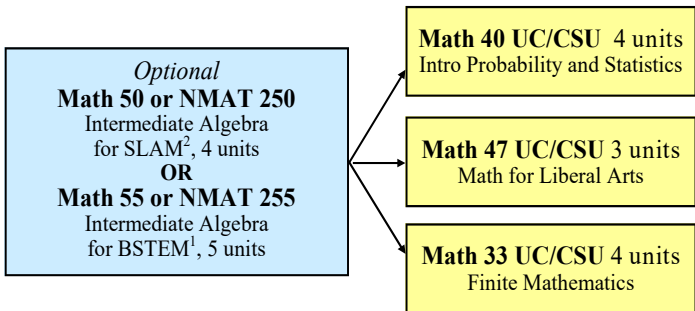 Optional
Math 50 or NMAT 250
Intermediate Algebra
for SLAM², 4 units
OR
Math 55 or NMAT 255
Intermediate Algebra
for BSTEM¹, 5 units
Math 40 UC/CSU 4 units
Intro Probability and Statistics
Math 47 UC/CSU 3 units
Math for Liberal Arts
Math 33 UC/CSU 4 units
Finite Mathematics